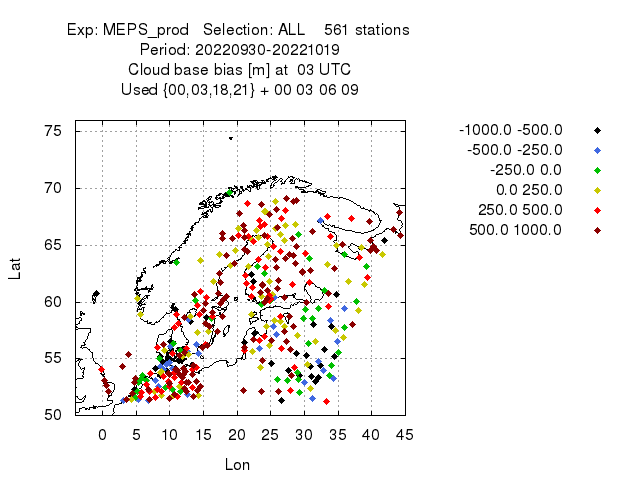 Exp: MEPS_prod   Selection: ALL    561 stations
Period: 20220930-20221019
Cloud base bias [m] at  03 UTC
Used {00,03,18,21} + 00 03 06 09
-1000.0 -500.0
-500.0 -250.0
-250.0 0.0
0.0 250.0
250.0 500.0
500.0 1000.0
75
70
65
60
55
50
Lat
0 5 10 15 20 25 30 35 40 45
Lon